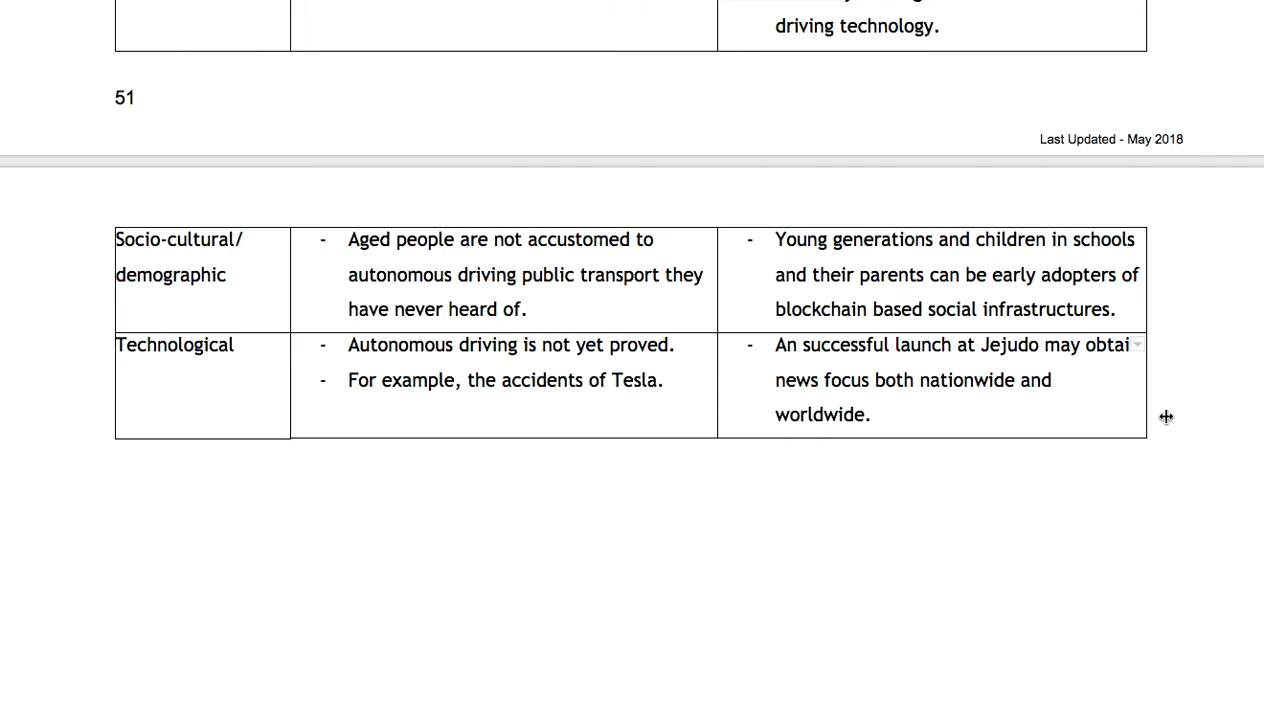 driving technology.
51
Last Updated - May 2018
Socio-cultural/
demographic
- Aged people are not accustomed to
autonomous driving public transport they
have never heard of.
- Young generations and children in schools
and their parents can be early adopters of
blockchain based social infrastructures.
Technological
- Autonomous driving is not yet proved.
- For example, the accidents of Tesla.
- An successful launch at Jejudo may obtai
news focus both nationwide and
worldwide.